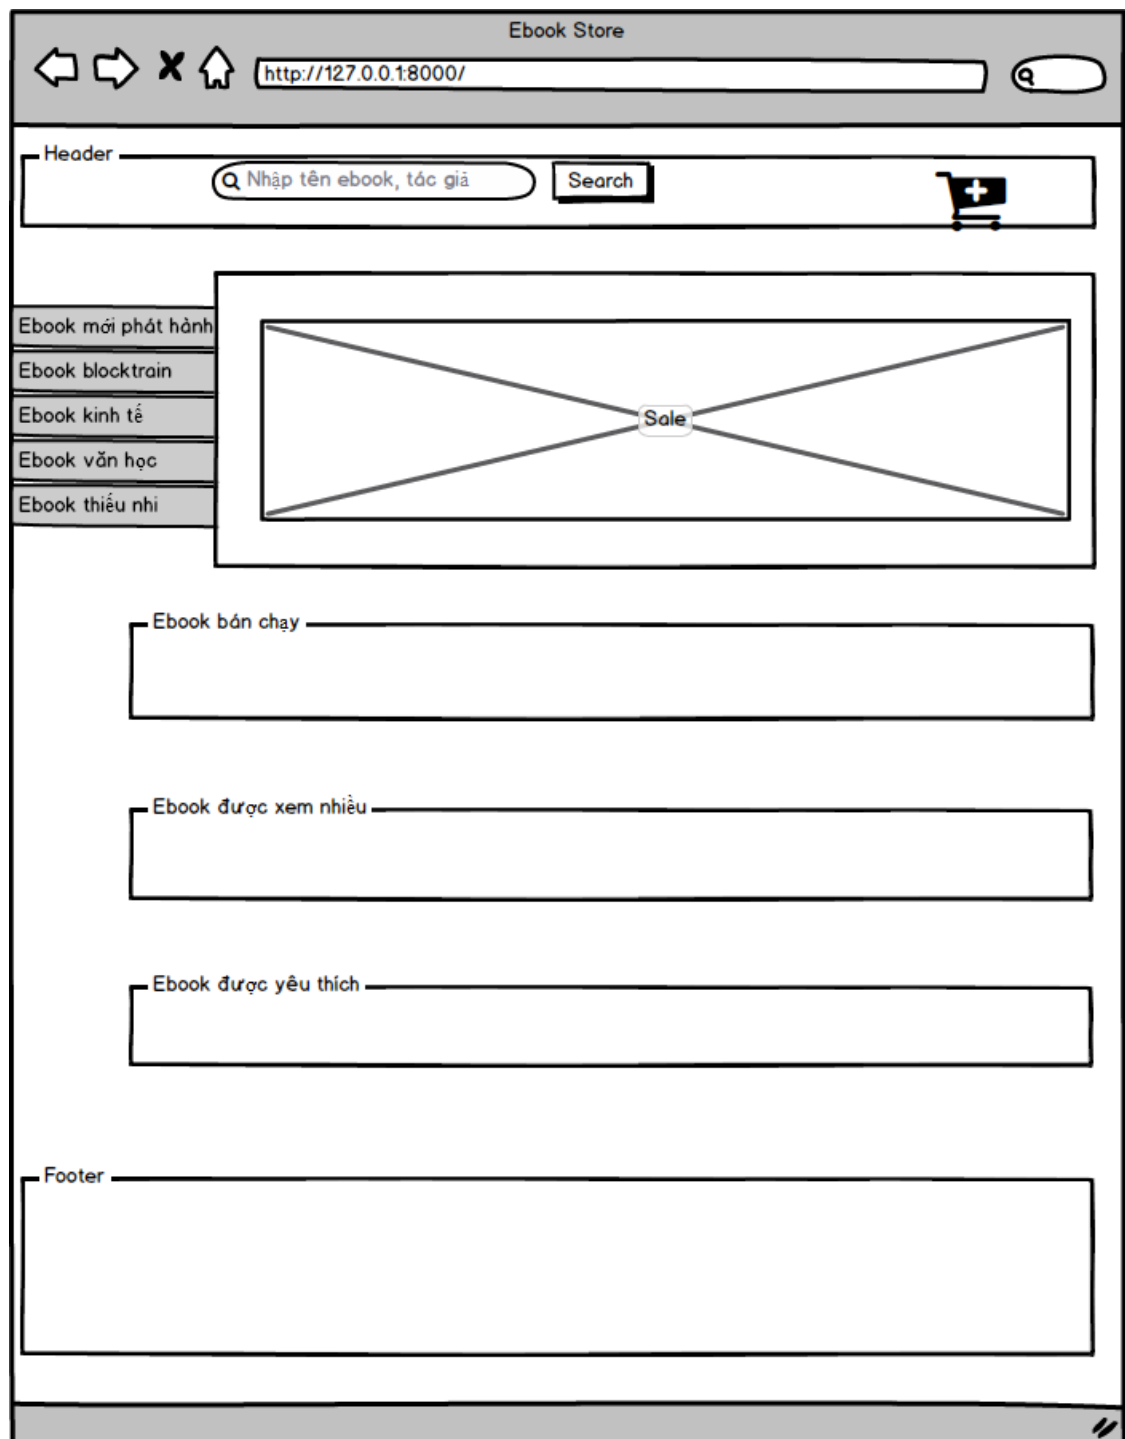 Ebook Store
http://127.0.0.1:8000/
Header
Nhập tên ebook, tác giả
Search
Ebook mới phát hành
Ebook blocktrain
Ebook kinh tế
Ebook văn học
Ebook thiếu nhi
Sale
Ebook bán chạy
Ebook được xem nhiều
Ebook được yêu thích
Footer